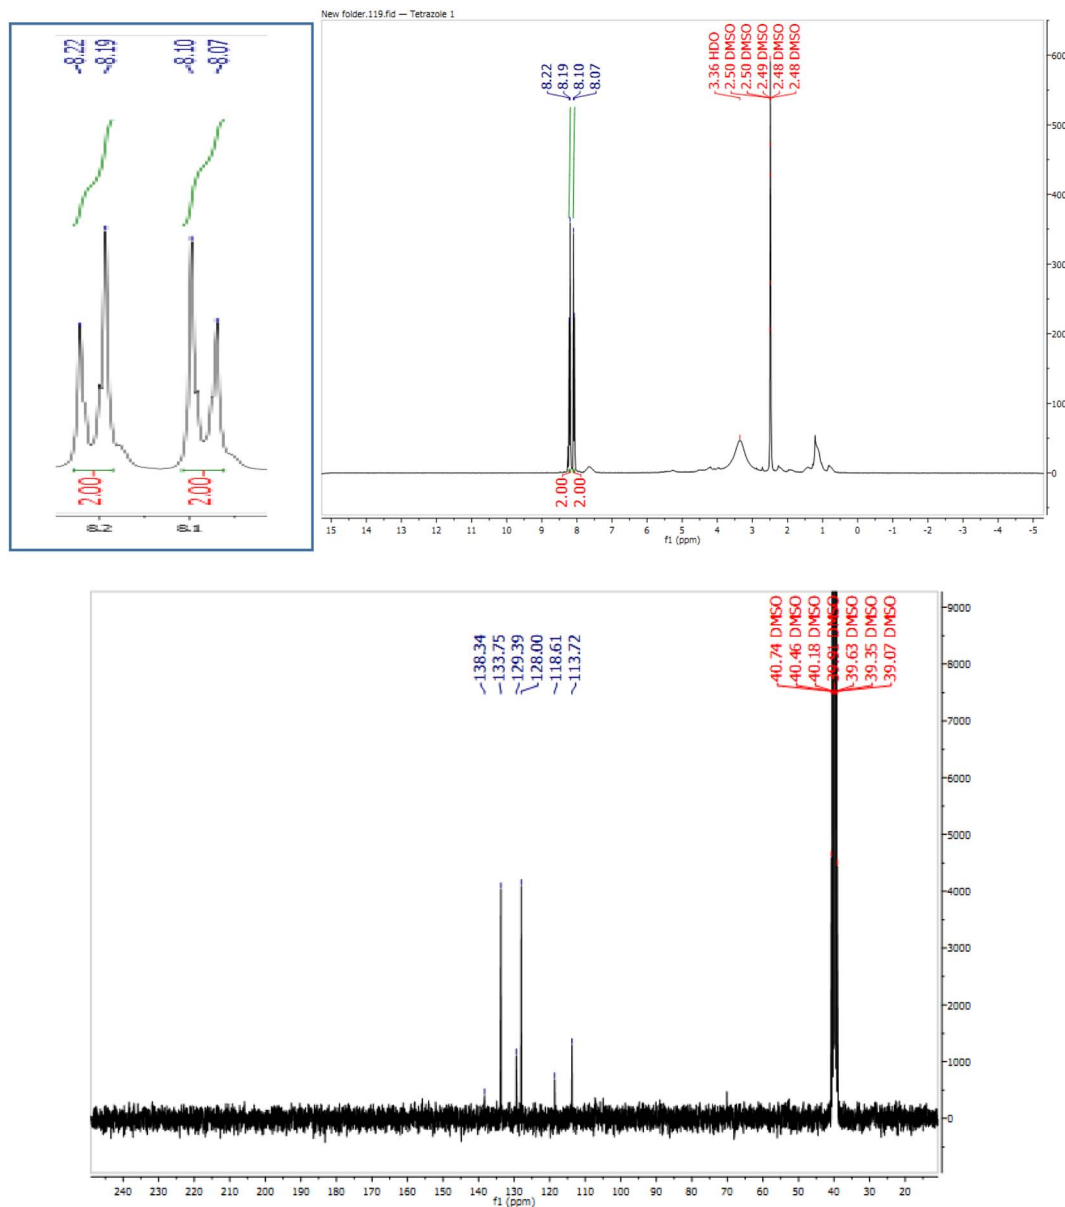 ~8.22
~8.19
~8.10
~8.07
2.00
2.00
8.2
8.1
New folder.119.fid — Tetrazole 1
8.22
8.19
8.10
8.07
3.36 HDO
2.50 DMSO
2.50 DMSO
2.49 DMSO
2.48 DMSO
2.48 DMSO
600
500
400
300
200
100
0
2.00
2.00
15 14 13 12 11 10 9 8 7 6 5 4 3 2 1 0 -1 -2 -3 -4 -5
f1 (ppm)
~138.34
~133.75
~129.39
~128.00
~118.61
~113.72
40.74 DMSO
40.46 DMSO
40.18 DMSO
39.91 DMSO
39.63 DMSO
39.35 DMSO
39.07 DMSO
9000
8000
7000
6000
5000
4000
3000
2000
1000
0
240 230 220 210 200 190 180 170 160 150 140 130 120 110 100 90 80 70 60 50 40 30 20
f1 (ppm)